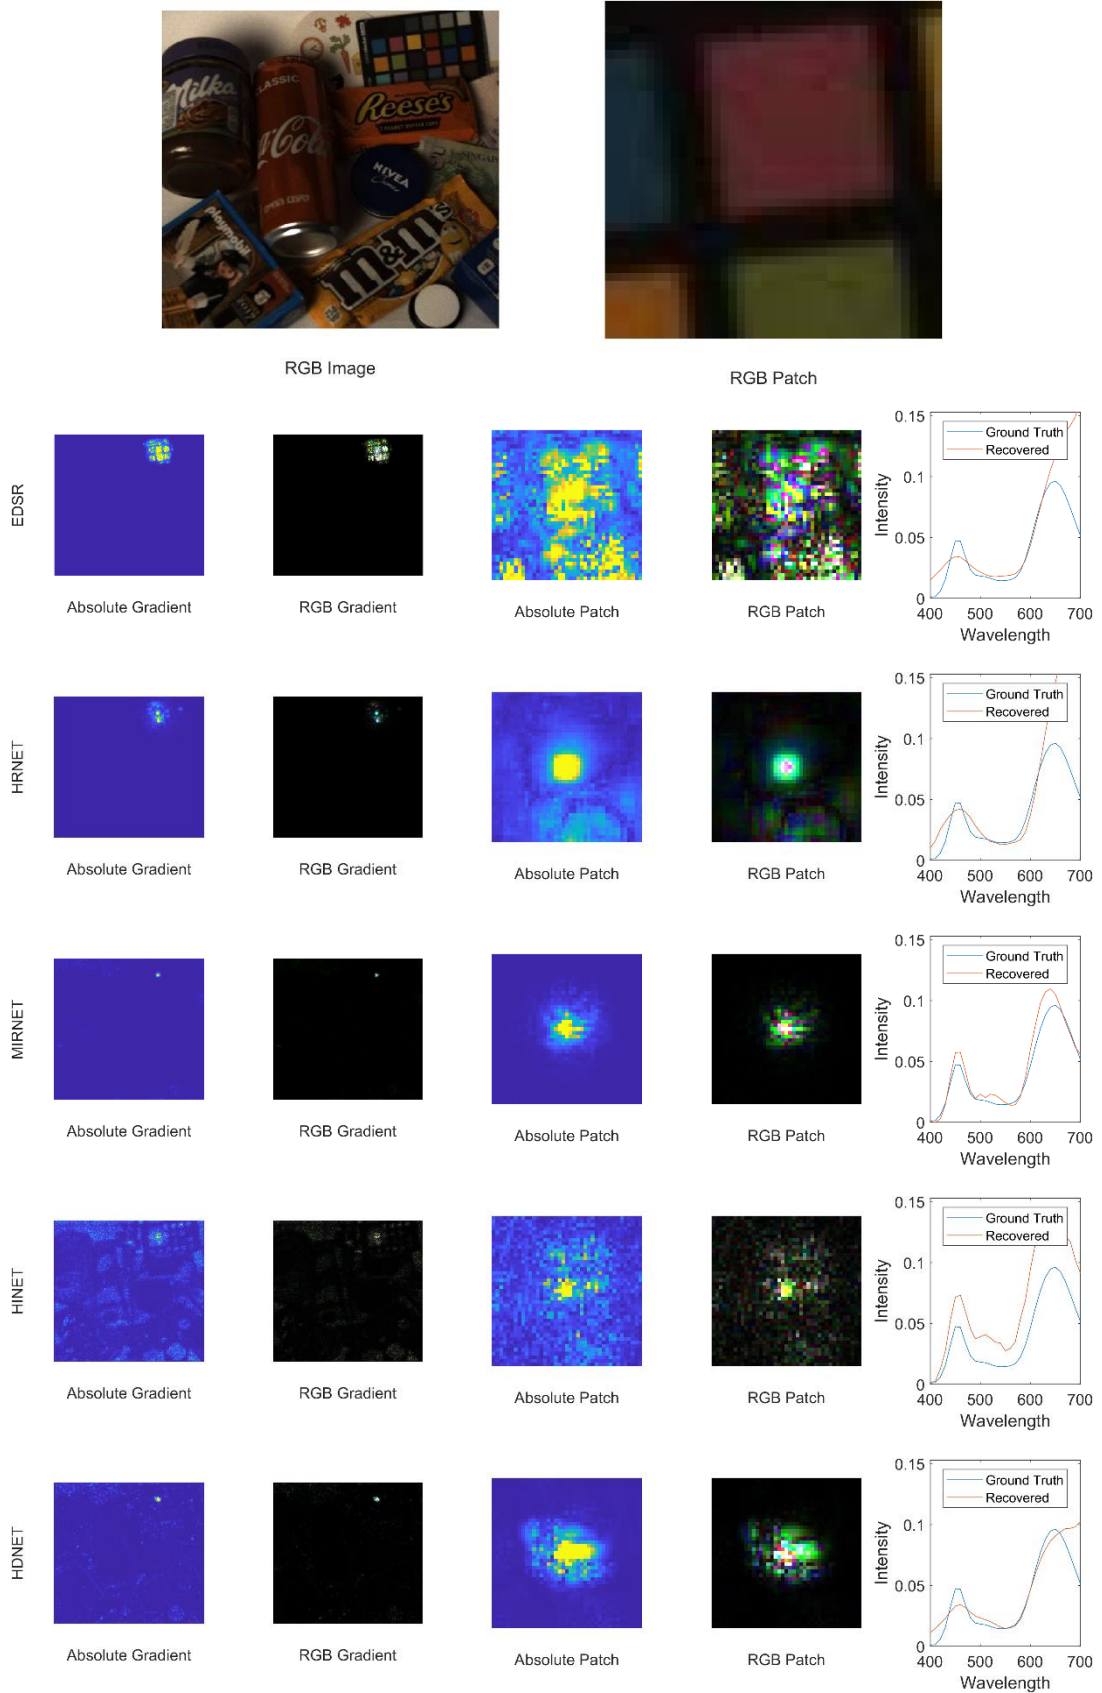 Milka
CLASSIC
Coca-Cola
Reese's
NIVEA
Creme
playmobil
m&m's
RGB Image
RGB Patch
EDSR
Absolute Gradient
RGB Gradient
Absolute Patch
RGB Patch
0.15
0.1
0.05
0
Intensity
Ground Truth
Recovered
400 500 600 700
Wavelength
HRNET
Absolute Gradient
RGB Gradient
Absolute Patch
RGB Patch
0.15
0.1
0.05
0
Intensity
Ground Truth
Recovered
400 500 600 700
Wavelength
MIRNET
Absolute Gradient
RGB Gradient
Absolute Patch
RGB Patch
0.15
0.1
0.05
0
Intensity
Ground Truth
Recovered
400 500 600 700
Wavelength
HINET
Absolute Gradient
RGB Gradient
Absolute Patch
RGB Patch
0.15
0.1
0.05
0
Intensity
Ground Truth
Recovered
400 500 600 700
Wavelength
HDNET
Absolute Gradient
RGB Gradient
Absolute Patch
RGB Patch
0.15
0.1
0.05
0
Intensity
Ground Truth
Recovered
400 500 600 700
Wavelength